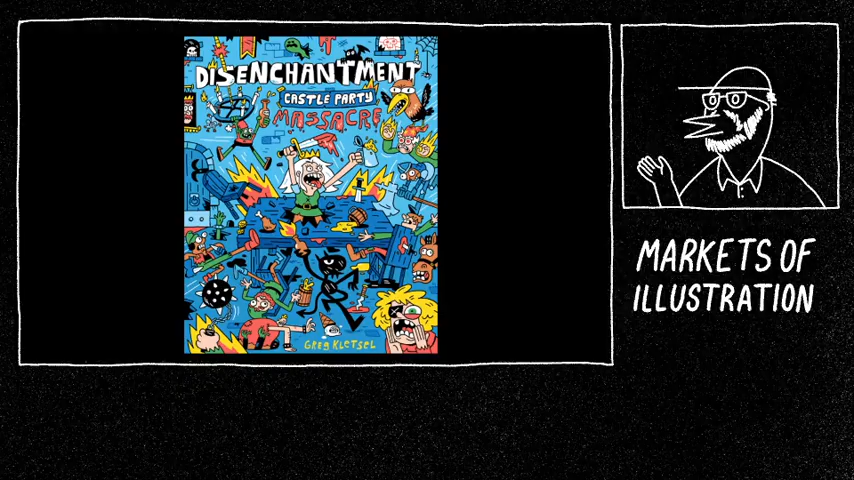 DISENCHANTMENT
CASTLE PARTY
MASSACRE
GREG KLETSEL
MARKETS OF
ILLUSTRATION